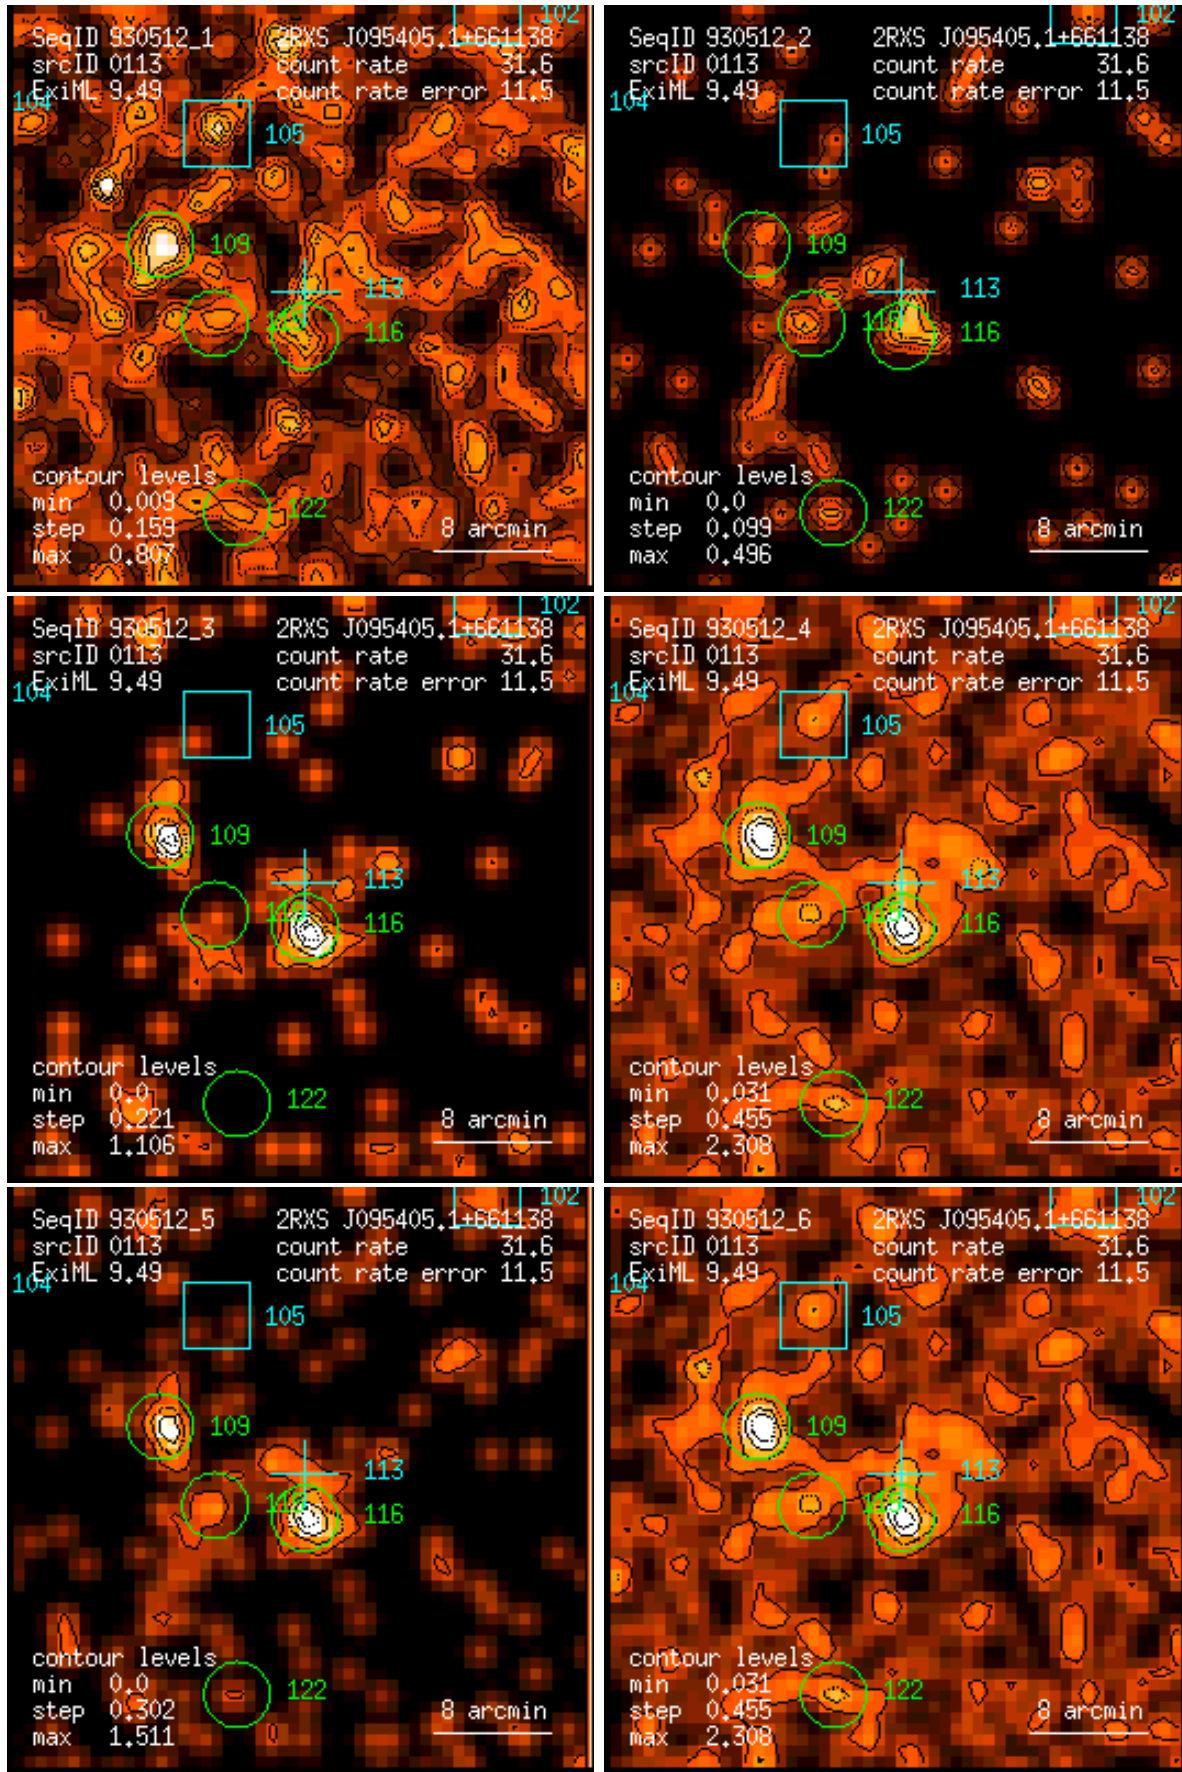 102
SeqID 930512_1 2RXS J095405.1+661138
srcID 0113 count rate 31.6
ExiML 9.49 count rate error 11.5
104
105
109
113
116
contour levels
min 0.009
122
step 0.159
8 arcmin
max 0.807
102
SeqID 930512_2 2RXS J095405.1+661138
srcID 0113 count rate 31.6
ExiML 9.49 count rate error 11.5
104
105
109
113
116
contour levels
min 0.0
122
step 0.099
8 arcmin
max 0.496
102
SeqID 930512_3 2RXS J095405.1+661138
srcID 0113 count rate 31.6
ExiML 9.49 count rate error 11.5
104
105
109
113
116
contour levels
min 0.0
122
step 0.221
8 arcmin
max 1.106
102
SeqID 930512_4 2RXS J095405.1+661138
srcID 0113 count rate 31.6
ExiML 9.49 count rate error 11.5
104
105
109
113
116
contour levels
min 0.031
122
step 0.455
8 arcmin
max 2.308
102
SeqID 930512_5 2RXS J095405.1+661138
srcID 0113 count rate 31.6
ExiML 9.49 count rate error 11.5
104
105
109
113
116
contour levels
min 0.0
122
step 0.302
8 arcmin
max 1.511
102
SeqID 930512_6 2RXS J095405.1+661138
srcID 0113 count rate 31.6
ExiML 9.49 count rate error 11.5
104
105
109
113
116
contour levels
min 0.031
122
step 0.455
8 arcmin
max 2.308